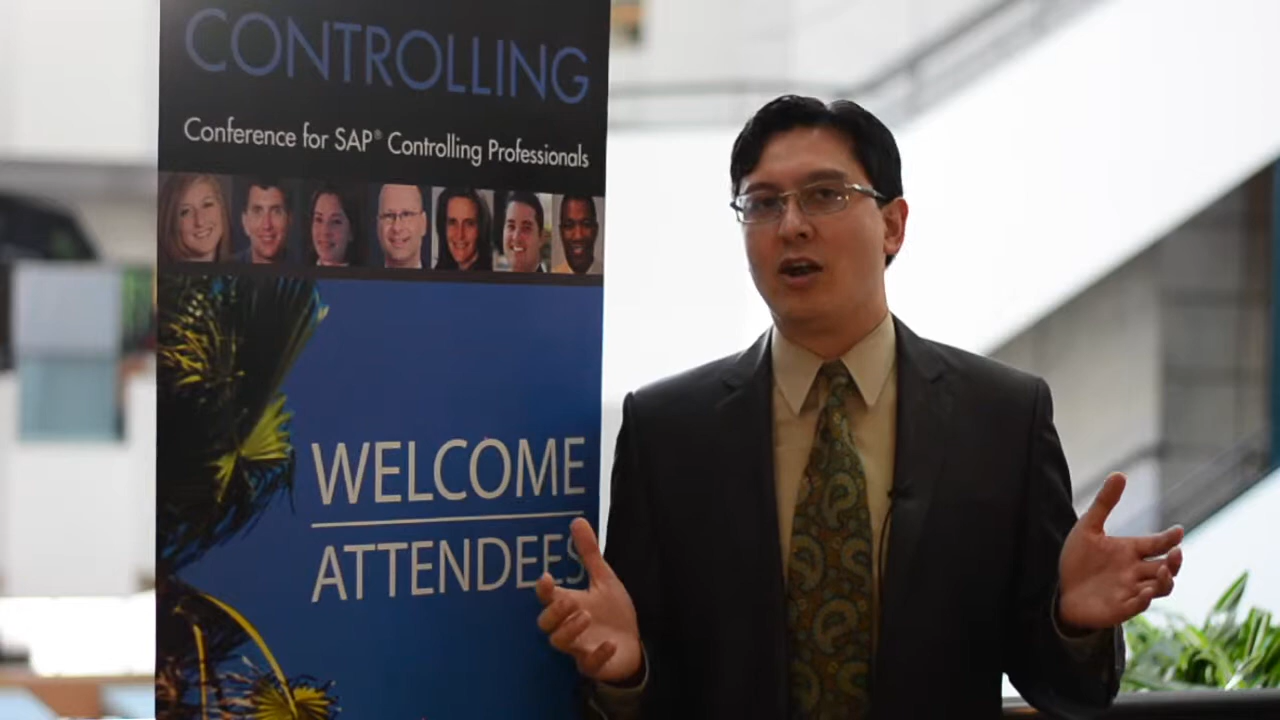 CONTROLLING
Conference for SAP® Controlling Professionals
WELCOME
ATTENDEES